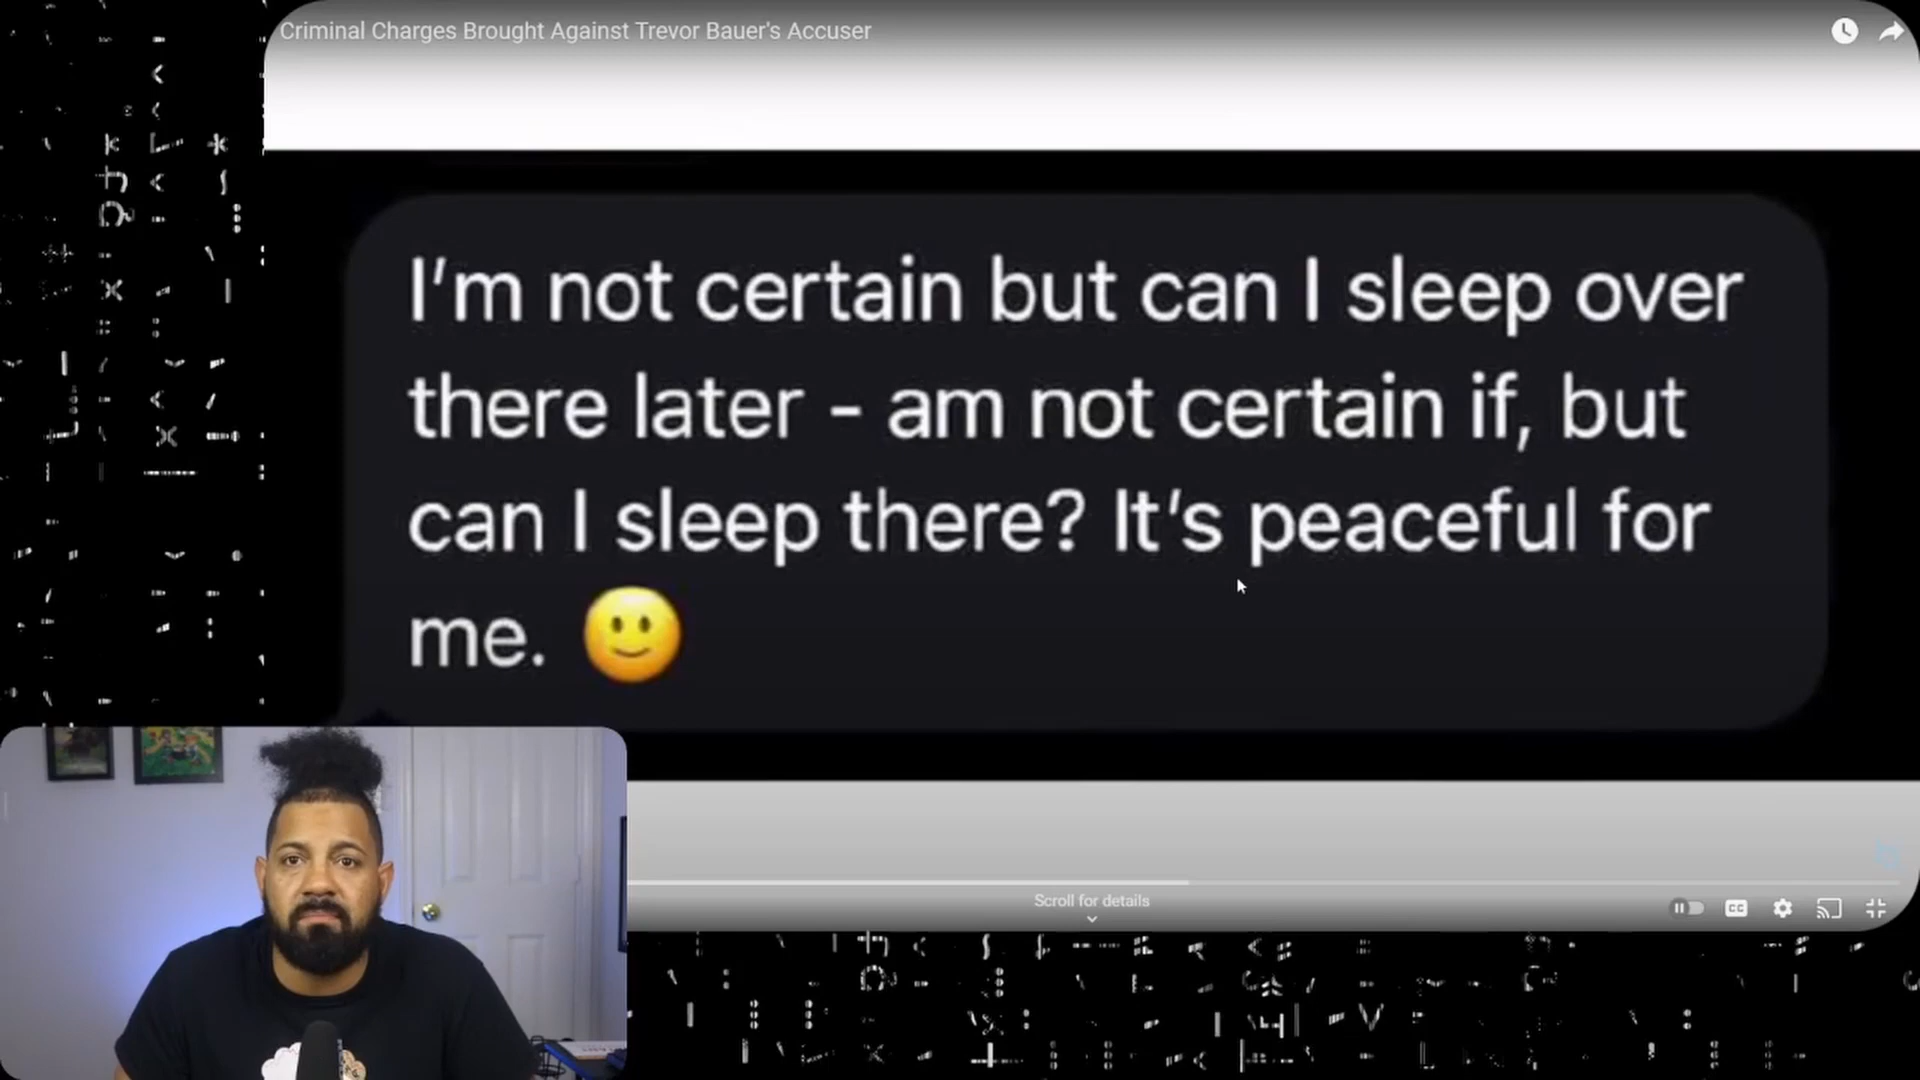 Criminal Charges Brought Against Trevor Bauer's Accuser
I'm not certain but can I sleep over
there later - am not certain if, but
can I sleep there? It's peaceful for
me. 🙂
Scroll for details
CC